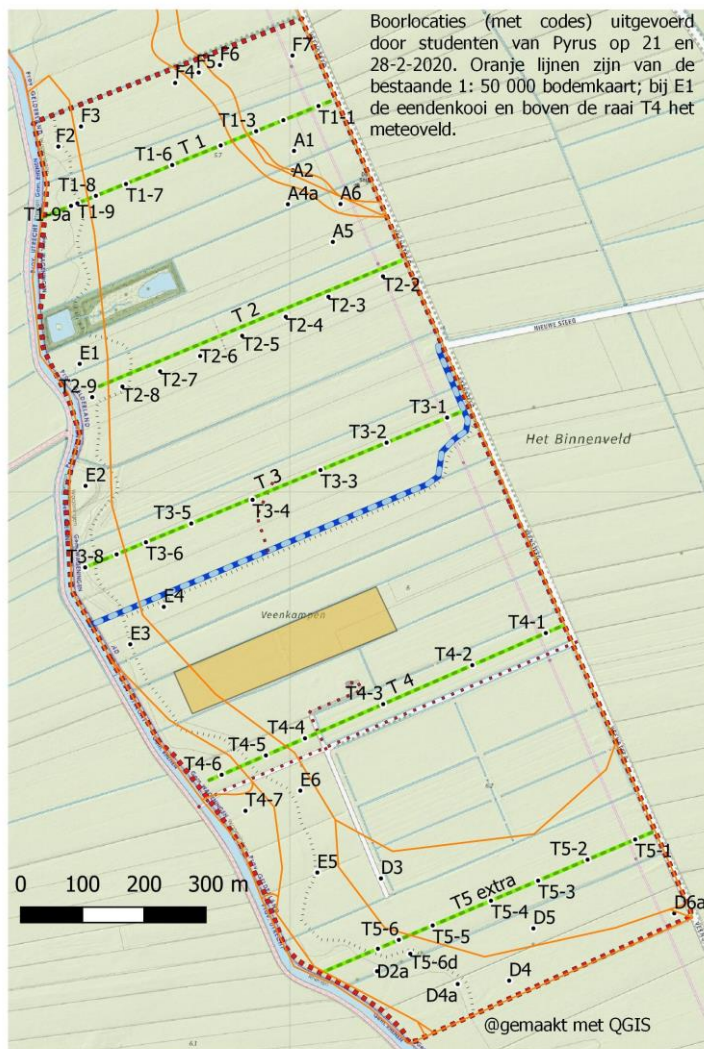 Boorlocaties (met codes) uitgevoerd
door studenten van Pyrus op 21 en
28-2-2020. Oranje lijnen zijn van de
bestaande 1: 50 000 bodemkaart; bij E1
de eendenkooi en boven de raai T4 het
meteoveld.
F7
F6
F5
F4
F3
F2
T1-1
T1-3
T 1
T1-6
A1
A2
T1-7
T1-8
T1-9
T1-9a
A4a
A6
A5
T2-2
T2-3
T 2
T2-4
T2-5
T2-6
NIEUWE STEEG
E1
T2-7
T2-8
T2-9
T3-1
T3-2
Het Binnenveld
T3-3
E2
T 3
T3-4
T3-5
T3-6
T3-8
E4
Veenkampen
E3
T4-1
T4-2
T4-3
T 4
T4-4
T4-5
T4-6
E6
T4-7
T5-1
T5-2
E5
D3
T5-3
T5 extra
0 100 200 300 m
T5-4
D6a
D5
T5-5
T5-6
T5-6d
D2a
D4
D4a
@gemaakt met QGIS